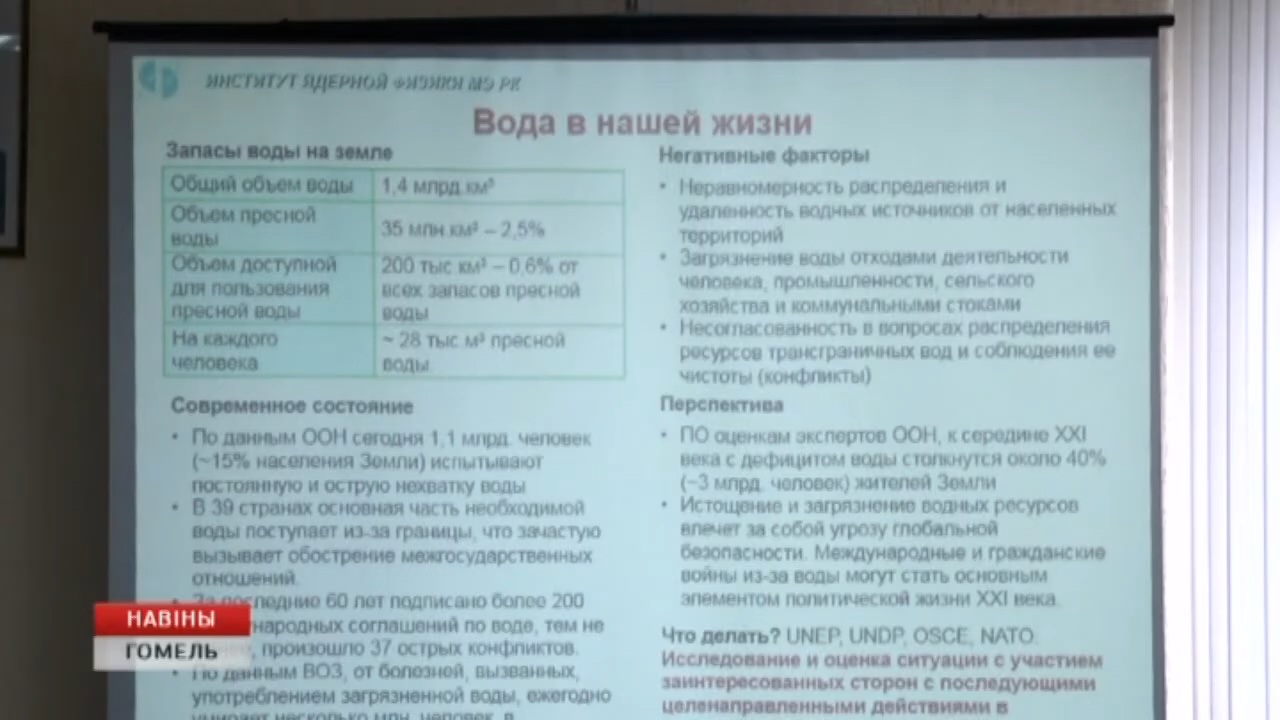 ИНСТИТУТ ЯДЕРНОЙ ФИЗИКИ МЭ РК
Вода в нашей жизни
Запасы воды на земле
Общий объем воды 1,4 млрд.км³
Объем пресной
воды
35 млн.км³ – 2,5%
Объем доступной
для пользования
пресной воды
200 тыс км³ – 0,6% от
всех запасов пресной
воды
На каждого
человека
~ 28 тыс м³ пресной
воды
Современное состояние
• По данным ООН сегодня 1,1 млрд. человек
(~15% населения Земли) испытывают
постоянную и острую нехватку воды
• В 39 странах основная часть необходимой
воды поступает из-за границы, что зачастую
вызывает обострение межгосударственных
отношений.
• За последние 60 лет подписано более 200
народных соглашений по воде, тем не
, произошло 37 острых конфликтов.
• По данным ВОЗ, от болезней, вызванных,
употреблением загрязненной воды, ежегодно
умирает несколько млн. человек, в
Негативные факторы
• Неравномерность распределения и
удаленность водных источников от населенных
территорий
• Загрязнение воды отходами деятельности
человека, промышленности, сельского
хозяйства и коммунальными стоками
• Несогласованность в вопросах распределения
ресурсов трансграничных вод и соблюдения ее
чистоты (конфликты)
Перспектива
• ПО оценкам экспертов ООН, к середине XXI
века с дефицитом воды столкнутся около 40%
(~3 млрд. человек) жителей Земли
• Истощение и загрязнение водных ресурсов
влечет за собой угрозу глобальной
безопасности. Международные и гражданские
войны из-за воды могут стать основным
элементом политической жизни XXI века.
Что делать? UNEP, UNDP, OSCE, NATO:
Исследование и оценка ситуации с участием
заинтересованных сторон с последующими
целенаправленными действиями в
НАВІНЫ
ГОМЕЛЬ